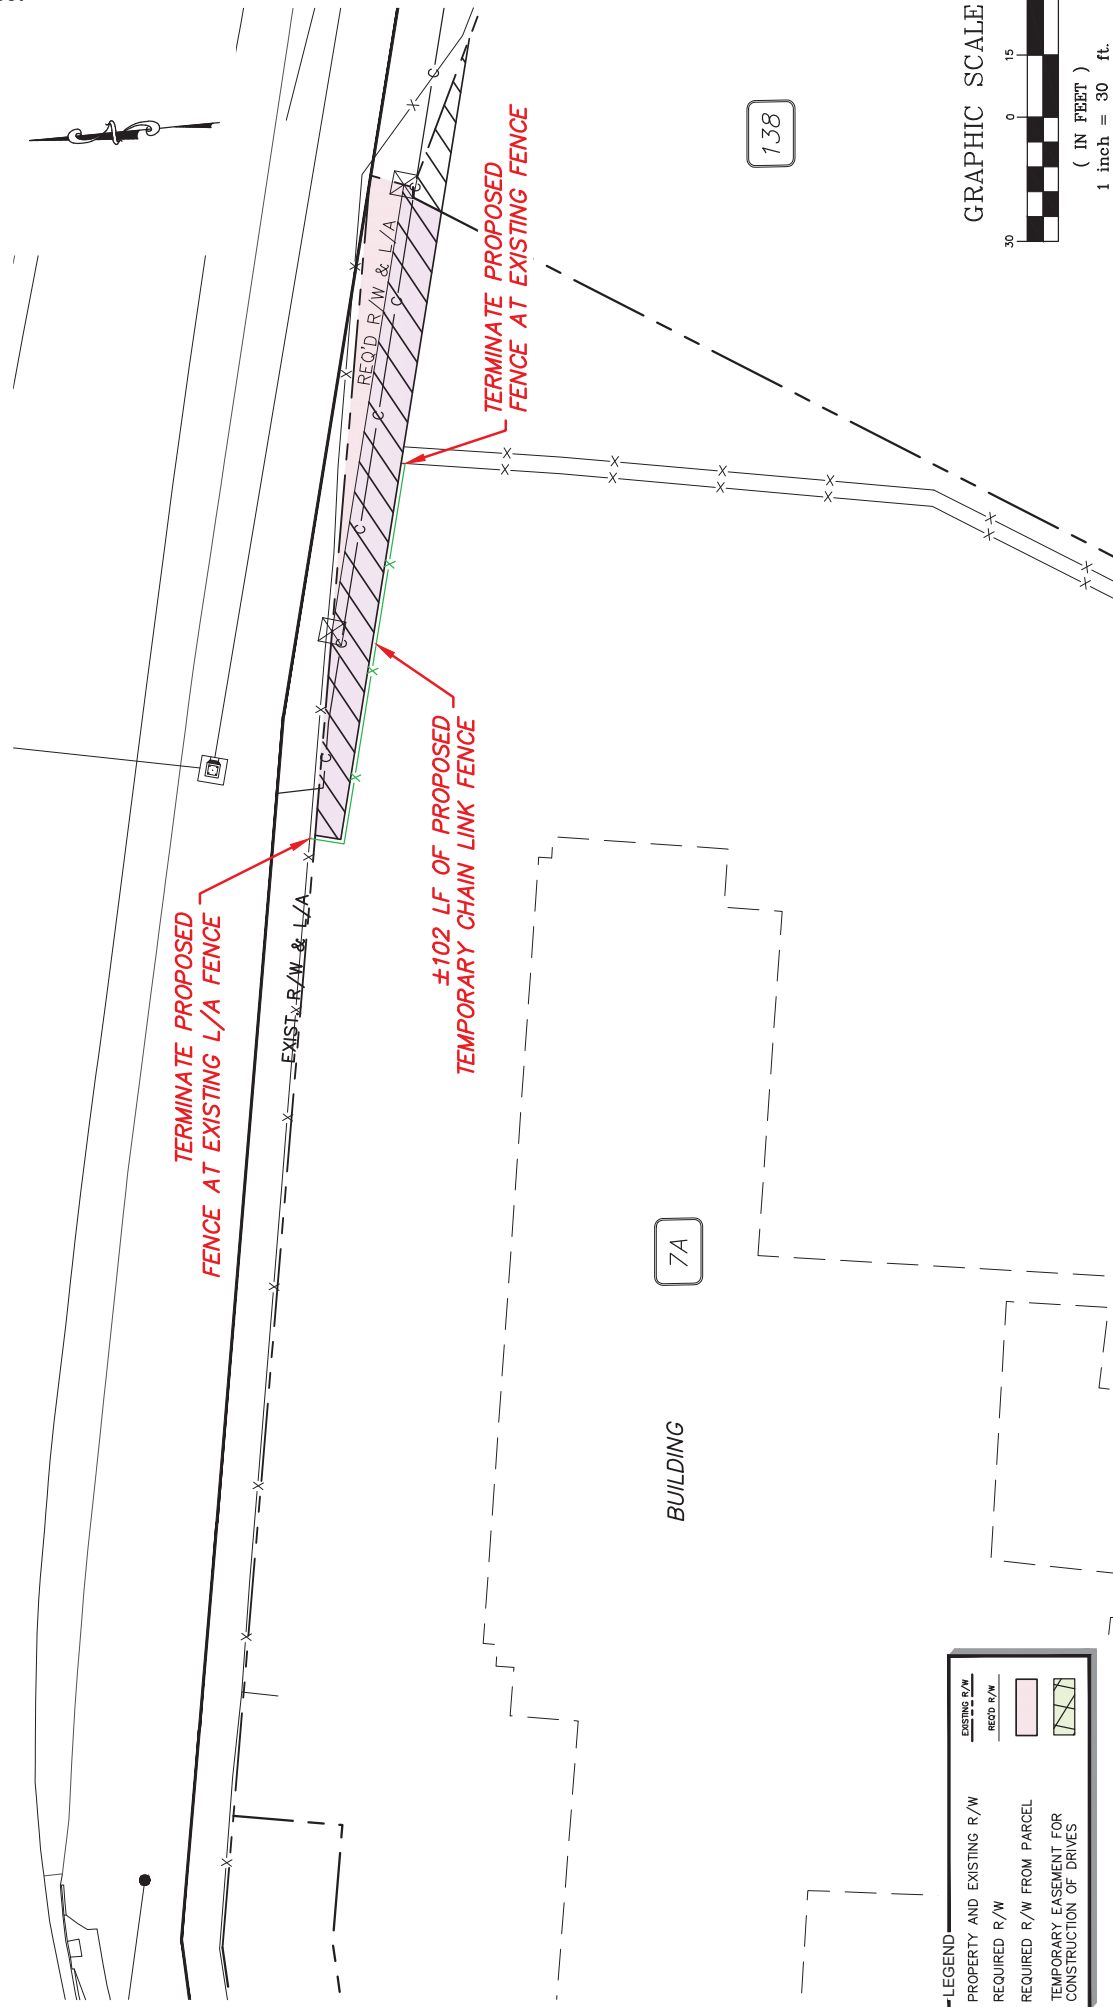 GRAPHIC SCALE
30
0
15
( IN FEET )
1 inch = 30 ft.
138
TERMINATE PROPOSED
FENCE AT EXISTING FENCE
REQ'D R/W & L/A
±102 LF OF PROPOSED
TEMPORARY CHAIN LINK FENCE
TERMINATE PROPOSED
FENCE AT EXISTING L/A FENCE
EXIST. R/W & L/A
7A
BUILDING
LEGEND
PROPERTY AND EXISTING R/W
EXISTING R/W
REQUIRED R/W
REQ'D R/W
REQUIRED R/W FROM PARCEL
TEMPORARY EASEMENT FOR
CONSTRUCTION OF DRIVES